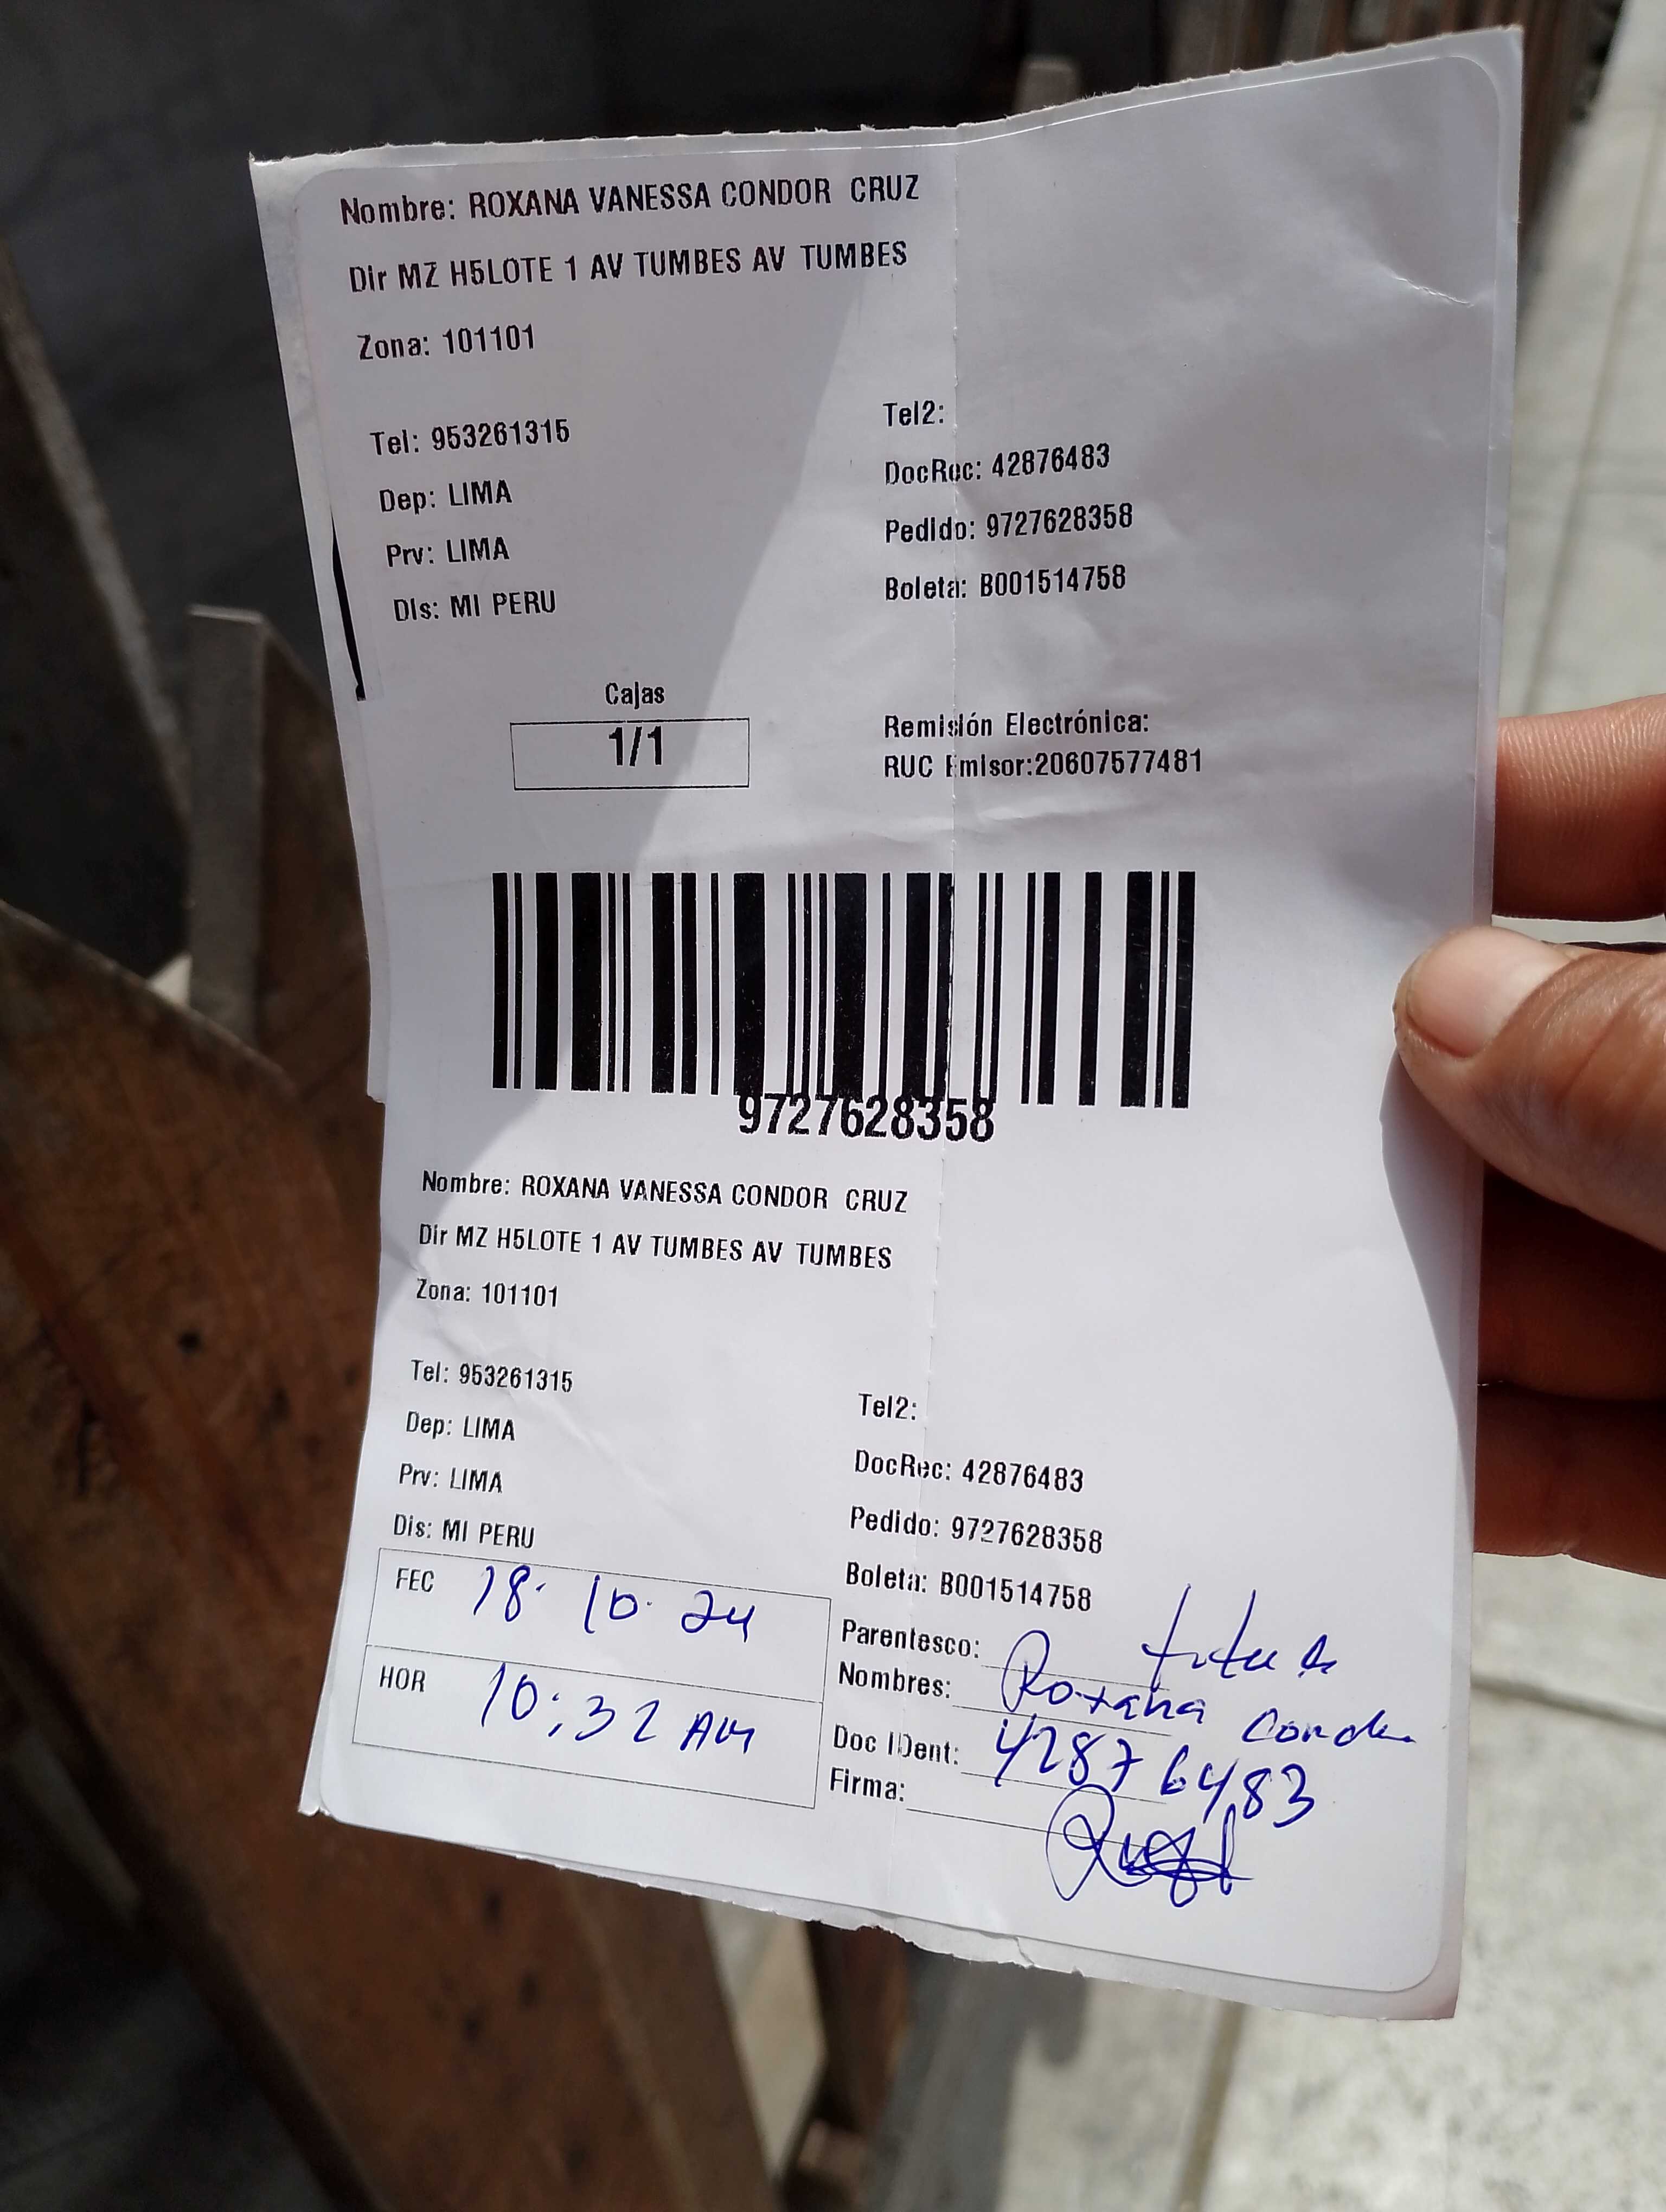 Nombre: ROXANA VANESSA CONDOR CRUZ
Dir MZ H5LOTE 1 AV TUMBES AV TUMBES
Zona: 101101
Tel: 953261315
Dep: LIMA
Prv: LIMA
Dis: MI PERU
Tel2:
DocRec: 42876483
Pedido: 9727628358
Boleta: B001514758
Cajas
1/1
Remisión Electrónica:
RUC Emisor:20607577481
9727628358
Nombre: ROXANA VANESSA CONDOR CRUZ
Dir MZ H5LOTE 1 AV TUMBES AV TUMBES
Zona: 101101
Tel: 953261315
Dep: LIMA
Prv: LIMA
Dis: MI PERU
Tel2:
DocRec: 42876483
Pedido: 9727628358
Boleta: B001514758
FEC 18. 10. 24
HOR 10:32 AM
Parentesco:
Nombres: Roxana Condor
Doc IDent: 42876483
Firma: